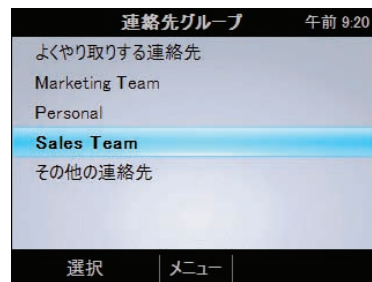 連絡先グループ 午前 9:20
よくやり取りする連絡先
Marketing Team
Personal
Sales Team
その他の連絡先
選択 メニュー